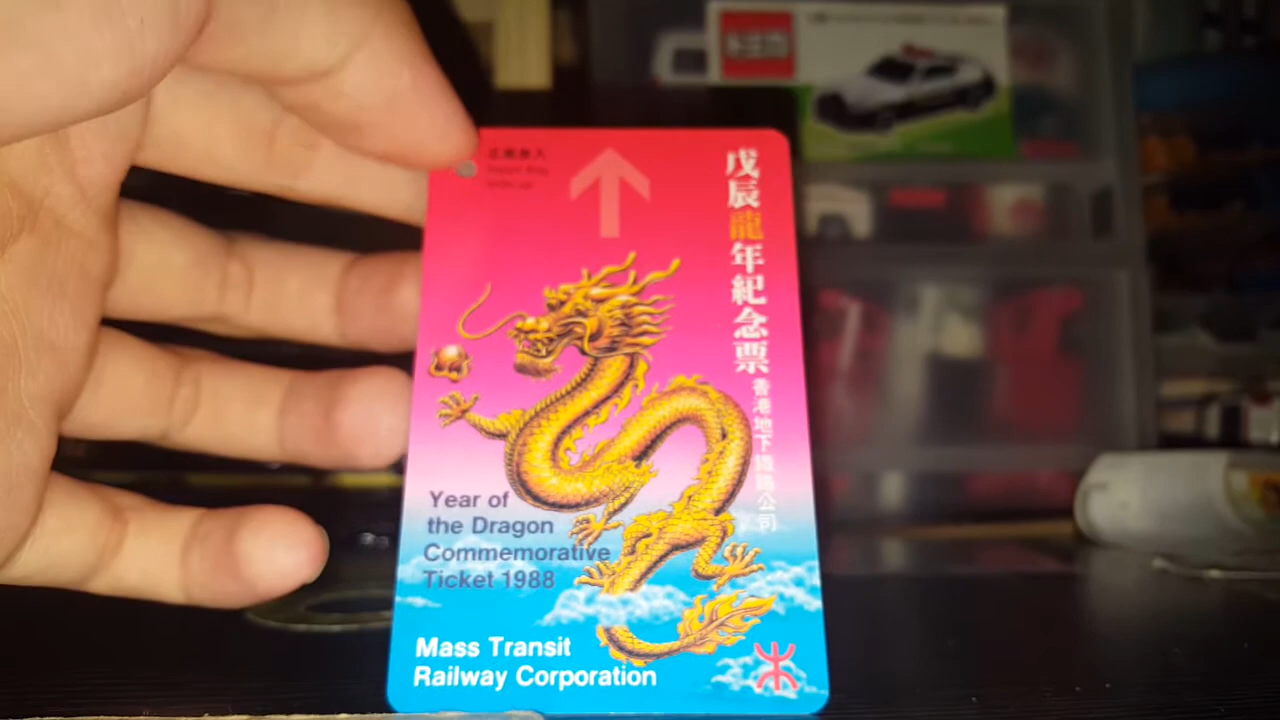 戊辰龍年紀念票
香港地下鐵路公司
Year of
the Dragon
Commemorative
Ticket 1988
Mass Transit
Railway Corporation